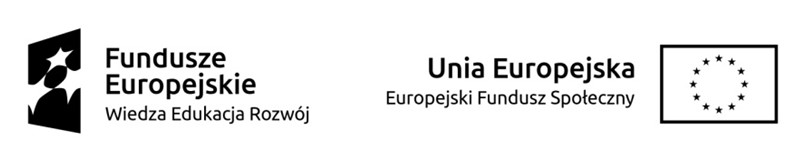 Fundusze
Europejskie
Wiedza Edukacja Rozwój
Unia Europejska
Europejski Fundusz Społeczny